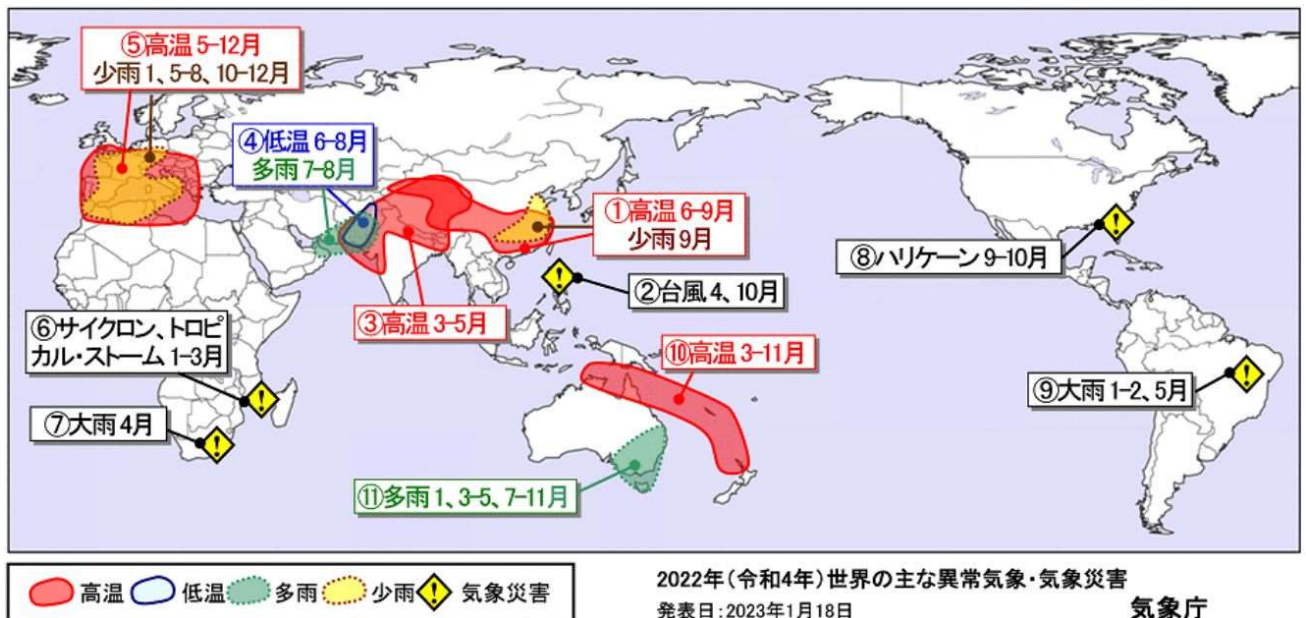 ⑤高温 5-12月
少雨 1、5-8、10-12月
④低温 6-8月
多雨 7-8月
①高温 6-9月
少雨 9月
⑧ハリケーン 9-10月
②台風 4、10月
③高温 3-5月
⑥サイクロン、トロピ
カル・ストーム 1-3月
⑩高温 3-11月
⑨大雨 1-2、5月
⑦大雨 4月
⑪多雨 1、3-5、7-11月
高温 低温 多雨 少雨 気象災害
2022年(令和4年)世界の主な異常気象・気象災害
発表日:2023年1月18日 気象庁